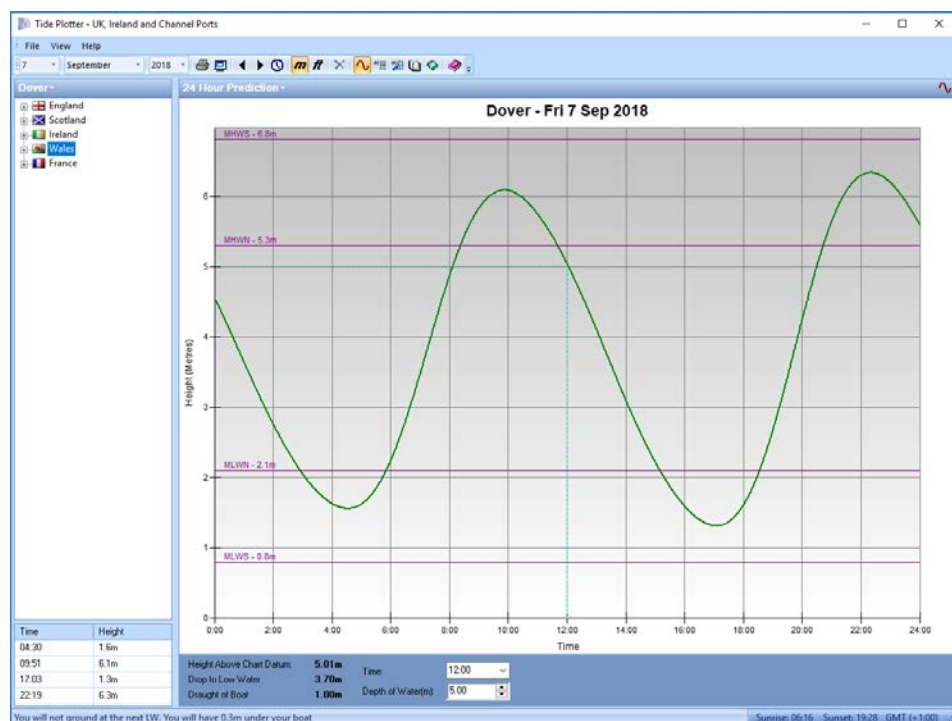 Tide Plotter - UK, Ireland and Channel Ports
File View Help
7 September 2018
m ft
Dover
24 Hour Prediction
England
Scotland
Ireland
Wales
France
Dover - Fri 7 Sep 2018
MHWS - 6.8m
6
MHWN - 5.3m
5
4
Height (Metres)
3
MLWN - 2.1m
2
1
MLWS - 0.8m
0
0:00 2:00 4:00 6:00 8:00 10:00 12:00 14:00 16:00 18:00 20:00 22:00 24:00
Time
Time Height
04:30 1.6m
09:51 6.1m
17:03 1.3m
22:19 6.3m
Height Above Chart Datum: 5.01m
Drop to Low Water 3.70m
Draught of Boat 1.00m
Time: 12:00
Depth of Water(m): 5.00
You will not ground at the next LW. You will have 0.3m under your boat
Sunrise: 06:16 Sunset: 19:28 GMT (+1:00)